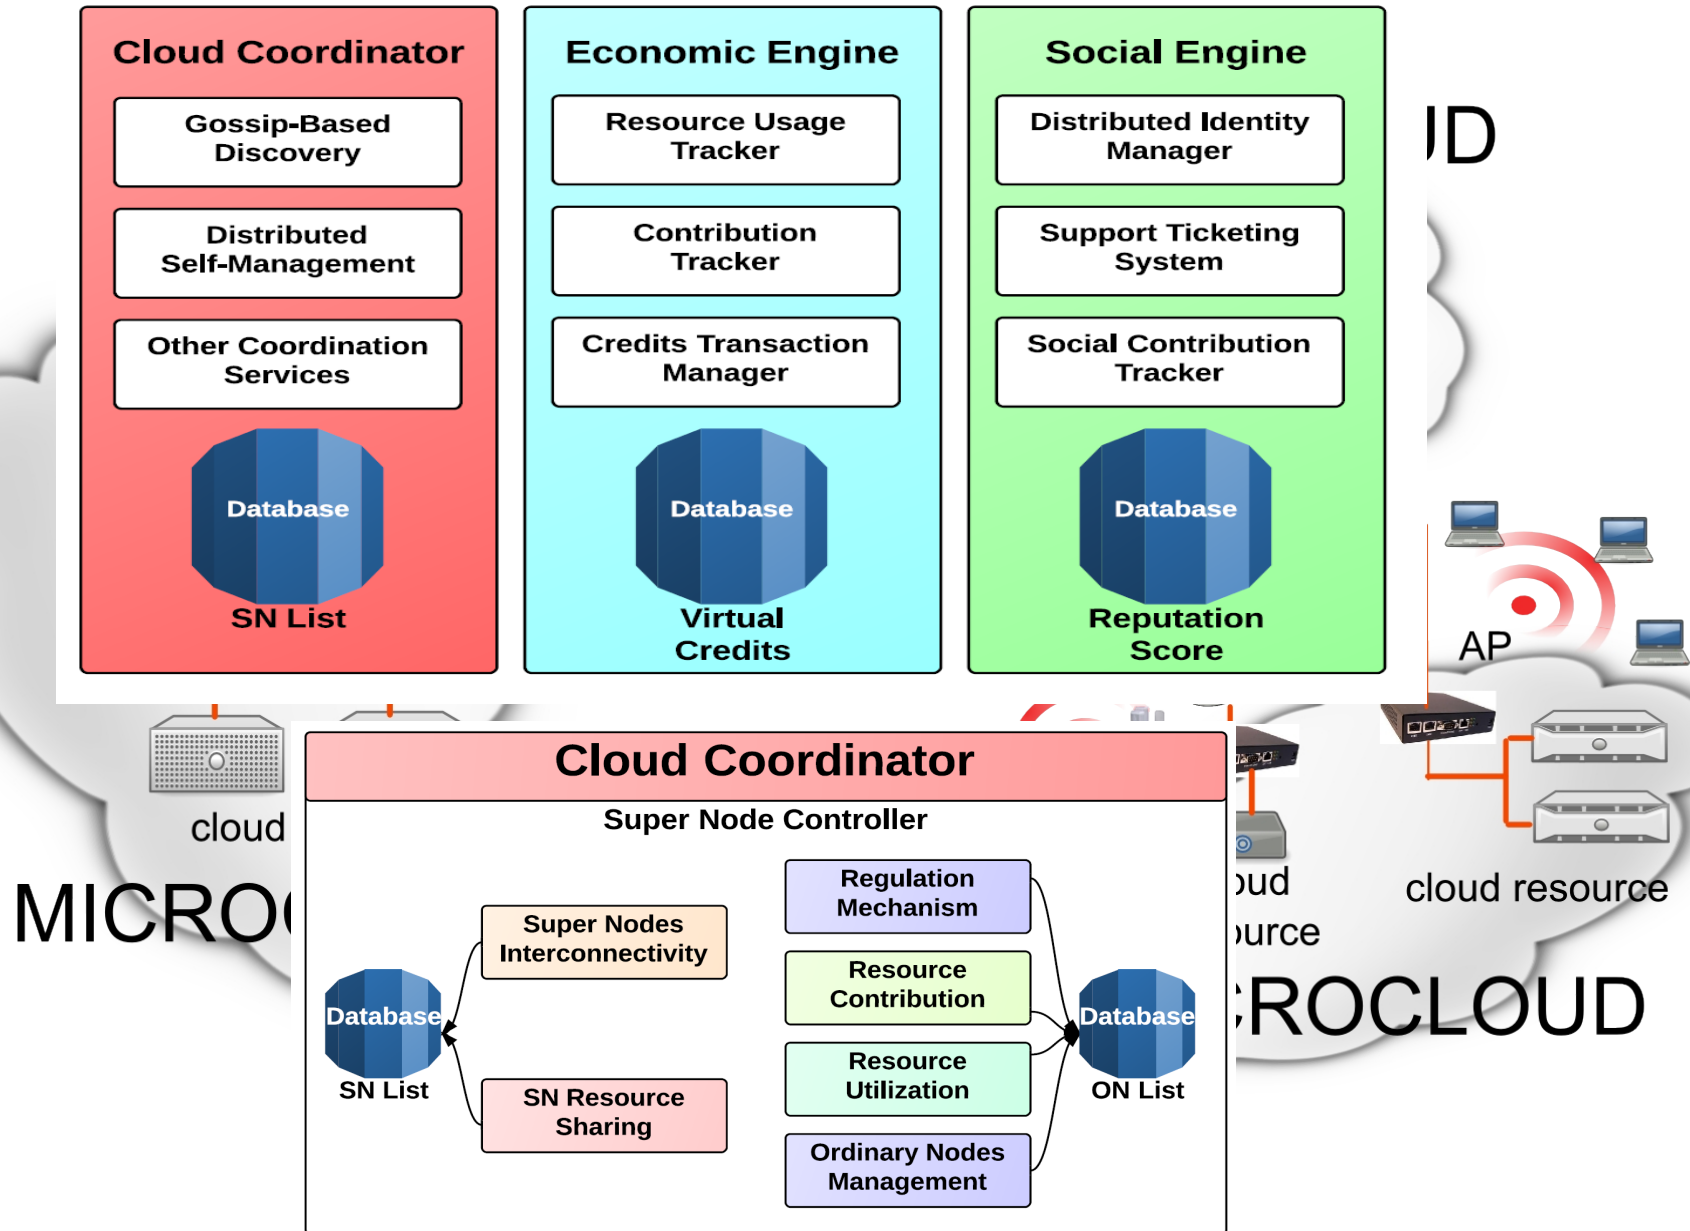 Cloud Coordinator
Gossip-Based
Discovery
Distributed
Self-Management
Other Coordination
Services
Database
SN List
Economic Engine
Resource Usage
Tracker
Contribution
Tracker
Credits Transaction
Manager
Database
Virtual
Credits
Social Engine
Distributed Identity
Manager
Support Ticketing
System
Social Contribution
Tracker
Database
Reputation
Score
AP
cloud
cloud resource
Cloud Coordinator
Super Node Controller
Super Nodes
Interconnectivity
SN Resource
Sharing
Database
SN List
Regulation
Mechanism
Resource
Contribution
Resource
Utilization
Ordinary Nodes
Management
Database
ON List